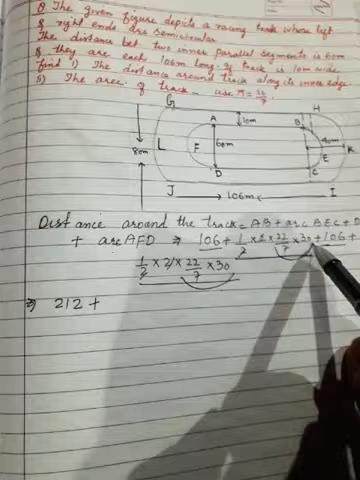 Q The given figure depicts a racing track whose left
& right ends are semicircular.
The distance bet. two inner parallel segments is 60m
& they are each 106m long. If track is 10m wide
find i) The distance around track along its inner edge
ii) The area of track. use π = 22/7
G
H
A
10m
B
80m
L
F
60m
40m
K
E
D
C
J
106m
I
Distance around the track = AB + arc BEC + D
+ arc AFD ⇒ 106 + 1/2 × 2 × 22/7 × 30 + 106 +
1/2 × 2 × 22/7 × 30
⇒ 212 +